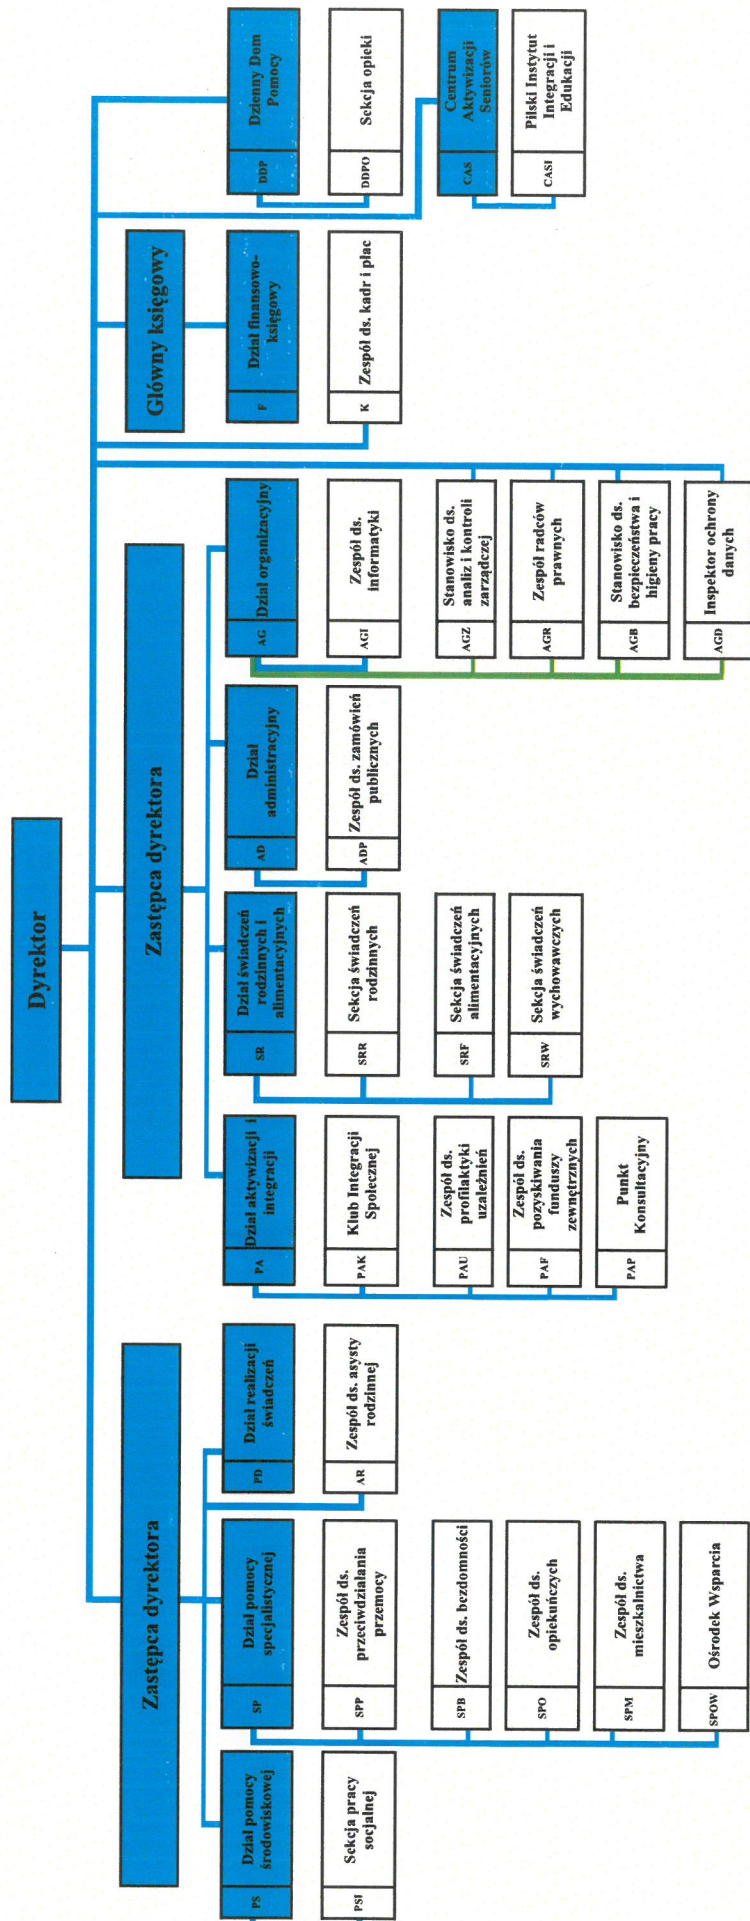 Dyrektor
Zastępca dyrektora
Zastępca dyrektora
Główny księgowy
PS
Dział pomocy
środowiskowej
SP
Dział pomocy
specjalistycznej
PD
Dział realizacji
świadczeń
PA
Dział aktywizacji i
integracji
SR
Dział świadczeń
rodzinnych i
alimentacyjnych
AD
Dział
administracyjny
AG
Dział organizacyjny
F
Dział finansowo-
księgowy
DDP
Dzienny Dom
Pomocy
PSI
Sekcja pracy
socjalnej
SPP
Zespół ds.
przeciwdziałania
przemocy
AR
Zespół ds. asysty
rodzinnej
PAK
Klub Integracji
Społecznej
SRR
Sekcja świadczeń
rodzinnych
ADP
Zespół ds. zamówień
publicznych
AGI
Zespół ds.
informatyki
K
Zespół ds. kadr i płac
DDPO
Sekcja opieki
SPB
Zespół ds. bezdomności
PAU
Zespół ds.
profilaktyki
uzależnień
SRF
Sekcja świadczeń
alimentacyjnych
AGZ
Stanowisko ds.
analiz i kontroli
zarządczej
CAS
Centrum
Aktywizacji
Seniorów
SPO
Zespół ds.
opiekuńczych
PAF
Zespół ds.
pozyskiwania
funduszy
zewnętrznych
SRW
Sekcja świadczeń
wychowawczych
AGR
Zespół radców
prawnych
CASI
Pilski Instytut
Integracji i
Edukacji
SPM
Zespół ds.
mieszkalnictwa
PAP
Punkt
Konsultacyjny
AGB
Stanowisko ds.
bezpieczeństwa i
higieny pracy
SPOW
Ośrodek Wsparcia
AGD
Inspektor ochrony
danych